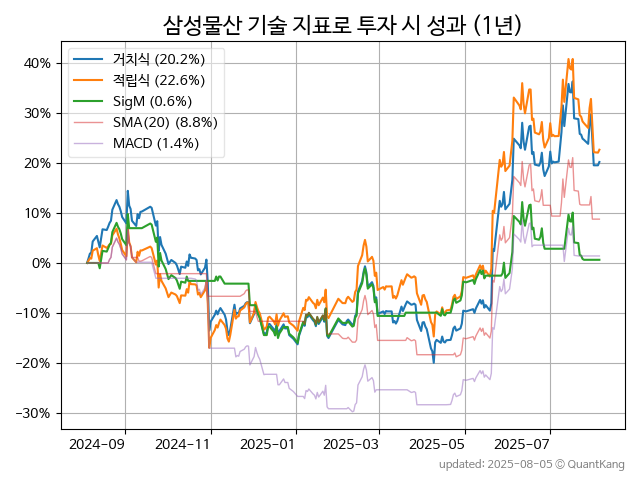 삼성물산 기술 지표로 투자 시 성과 (1년)
거치식 (20.2%)
적립식 (22.6%)
SigM (0.6%)
SMA(20) (8.8%)
MACD (1.4%)
40%
30%
20%
10%
0%
−10%
−20%
−30%
2024-09 2024-11 2025-01 2025-03 2025-05 2025-07
updated: 2025-08-05 © QuantKang